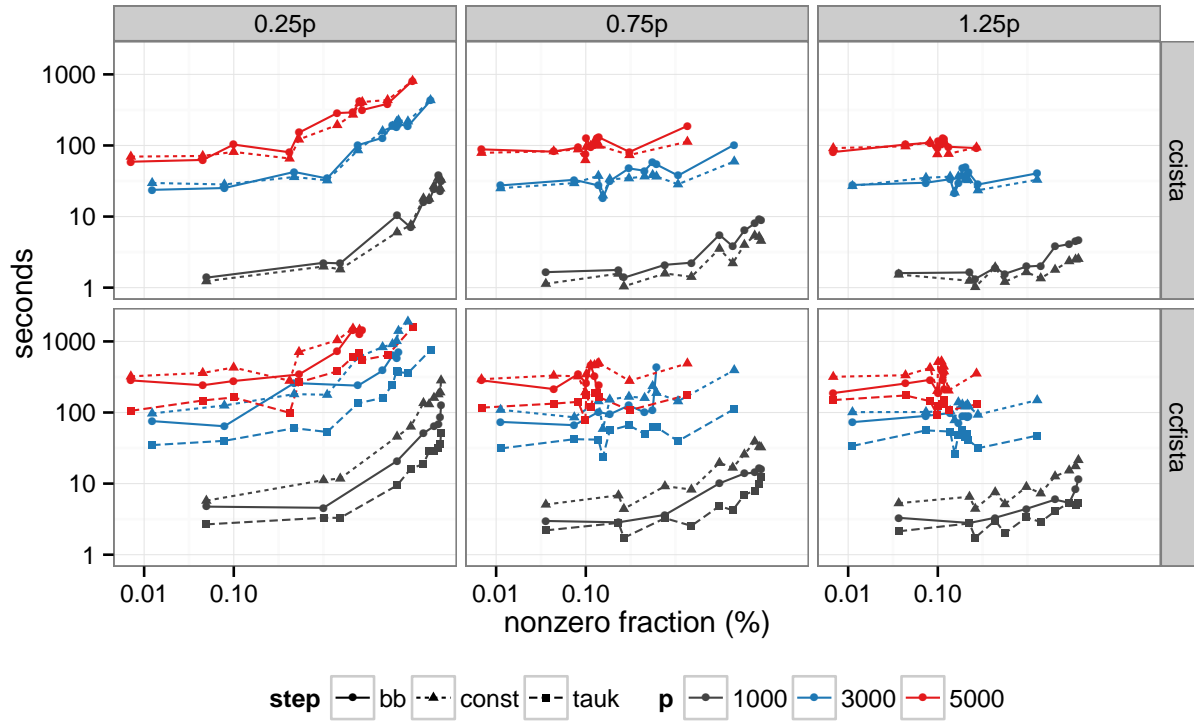 0.25p 0.75p 1.25p
1000
100
10
1
ccista
seconds
1000
100
10
1
ccfista
0.01 0.10 0.01 0.10 0.01 0.10
nonzero fraction (%)
step bb const tauk p 1000 3000 5000